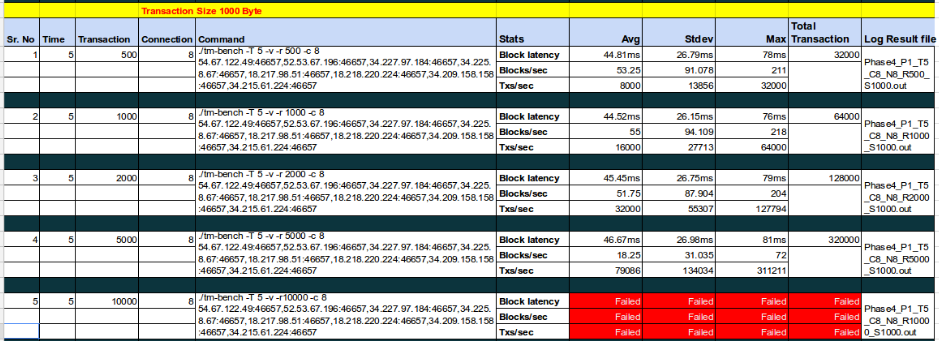 Transaction Size 1000 Byte
Sr. No Time Transaction Connection Command Stats Avg Stdev Max Total Transaction Log Result file
1 5 500 8 ./tm-bench -T 5 -v -r 500 -c 8 Block latency 44.81ms 26.79ms 78ms 32000 Phase4_P1_T5
54.67.122.49:46657,52.53.67.196:46657,34.227.97.184:46657,34.225. Blocks/sec 53.25 91.078 211 _C8_N8_R500_
8.67:46657,18.217.98.51:46657,18.218.220.224:46657,34.209.158.158 Txs/sec 8000 13856 32000 S1000.out
:46657,34.215.61.224:46657
2 5 1000 8 ./tm-bench -T 5 -v -r 1000 -c 8 Block latency 44.52ms 26.15ms 76ms 64000 Phase4_P1_T5
54.67.122.49:46657,52.53.67.196:46657,34.227.97.184:46657,34.225. Blocks/sec 55 94.109 218 _C8_N8_R1000
8.67:46657,18.217.98.51:46657,18.218.220.224:46657,34.209.158.158 Txs/sec 16000 27713 64000 _S1000.out
:46657,34.215.61.224:46657
3 5 2000 8 ./tm-bench -T 5 -v -r 2000 -c 8 Block latency 45.45ms 26.75ms 79ms 128000 Phase4_P1_T5
54.67.122.49:46657,52.53.67.196:46657,34.227.97.184:46657,34.225. Blocks/sec 51.75 87.904 204 _C8_N8_R2000
8.67:46657,18.217.98.51:46657,18.218.220.224:46657,34.209.158.158 Txs/sec 32000 55307 127794 _S1000.out
:46657,34.215.61.224:46657
4 5 5000 8 ./tm-bench -T 5 -v -r 5000 -c 8 Block latency 46.67ms 26.98ms 81ms 320000 Phase4_P1_T5
54.67.122.49:46657,52.53.67.196:46657,34.227.97.184:46657,34.225. Blocks/sec 18.25 31.035 72 _C8_N8_R5000
8.67:46657,18.217.98.51:46657,18.218.220.224:46657,34.209.158.158 Txs/sec 79086 134034 311211 _S1000.out
:46657,34.215.61.224:46657
5 5 10000 8 ./tm-bench -T 5 -v -r10000 -c 8 Block latency Failed Failed Failed Failed Phase4_P1_T5
54.67.122.49:46657,52.53.67.196:46657,34.227.97.184:46657,34.225. Blocks/sec Failed Failed Failed Failed _C8_N8_R1000
8.67:46657,18.217.98.51:46657,18.218.220.224:46657,34.209.158.158 Txs/sec Failed Failed Failed Failed 0_S1000.out
:46657,34.215.61.224:46657